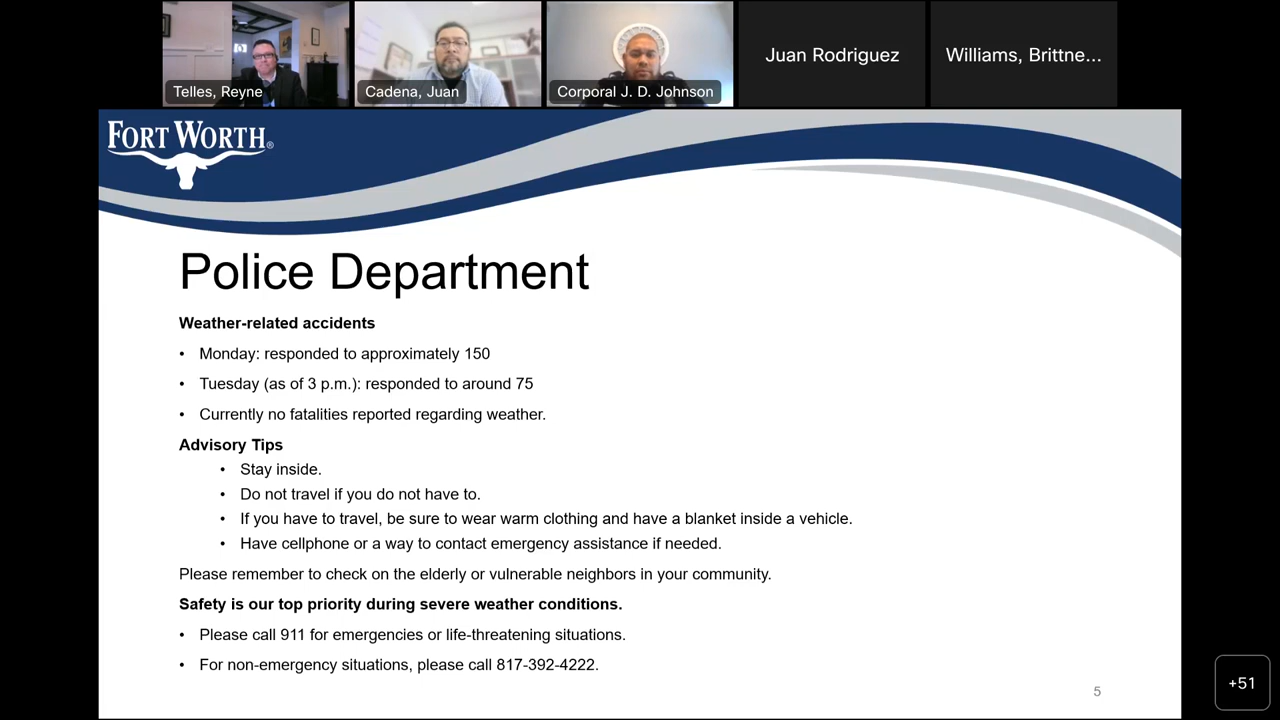 Telles, Reyne
Cadena, Juan
Corporal J. D. Johnson
Juan Rodriguez
Williams, Brittne...
FORT WORTH®
Police Department
Weather-related accidents
• Monday: responded to approximately 150
• Tuesday (as of 3 p.m.): responded to around 75
• Currently no fatalities reported regarding weather.
Advisory Tips
• Stay inside.
• Do not travel if you do not have to.
• If you have to travel, be sure to wear warm clothing and have a blanket inside a vehicle.
• Have cellphone or a way to contact emergency assistance if needed.
Please remember to check on the elderly or vulnerable neighbors in your community.
Safety is our top priority during severe weather conditions.
• Please call 911 for emergencies or life-threatening situations.
• For non-emergency situations, please call 817-392-4222.
5
+51